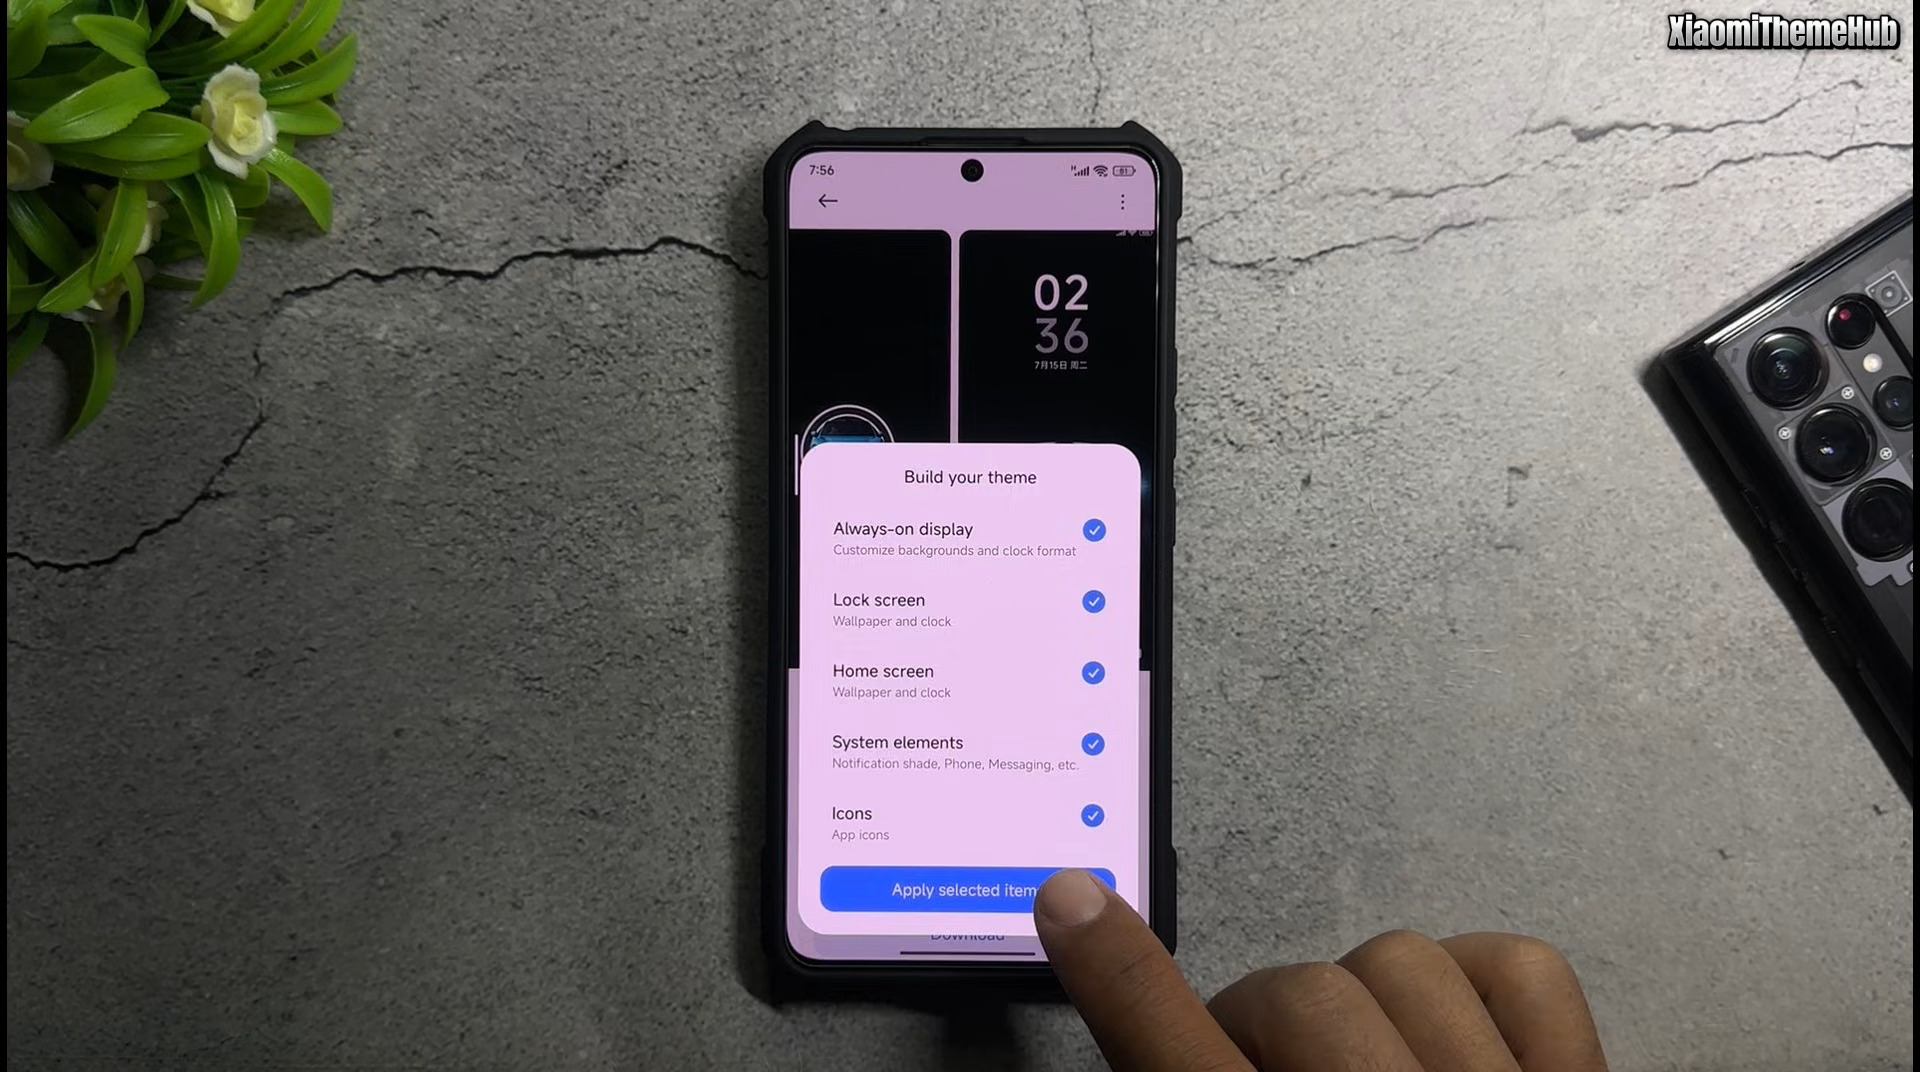 XiaomiThemeHub
7:56
81
02
36
7月15日 周二
Build your theme
Always-on display
Customize backgrounds and clock format
Lock screen
Wallpaper and clock
Home screen
Wallpaper and clock
System elements
Notification shade, Phone, Messaging, etc.
Icons
App icons
Apply selected item
Download